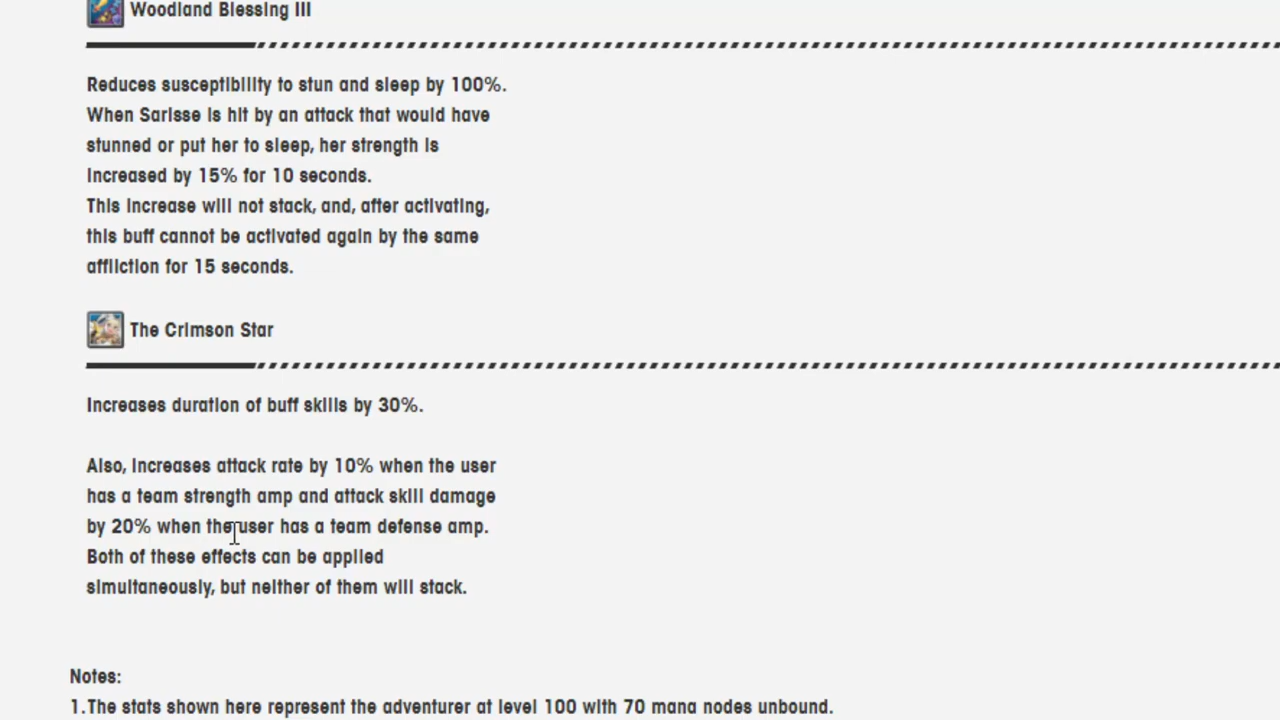 Woodland Blessing III
Reduces susceptibility to stun and sleep by 100%.
When Sarisse is hit by an attack that would have
stunned or put her to sleep, her strength is
increased by 15% for 10 seconds.
This increase will not stack, and, after activating,
this buff cannot be activated again by the same
affliction for 15 seconds.
The Crimson Star
Increases duration of buff skills by 30%.
Also, increases attack rate by 10% when the user
has a team strength amp and attack skill damage
by 20% when the user has a team defense amp.
Both of these effects can be applied
simultaneously, but neither of them will stack.
Notes:
1.The stats shown here represent the adventurer at level 100 with 70 mana nodes unbound.